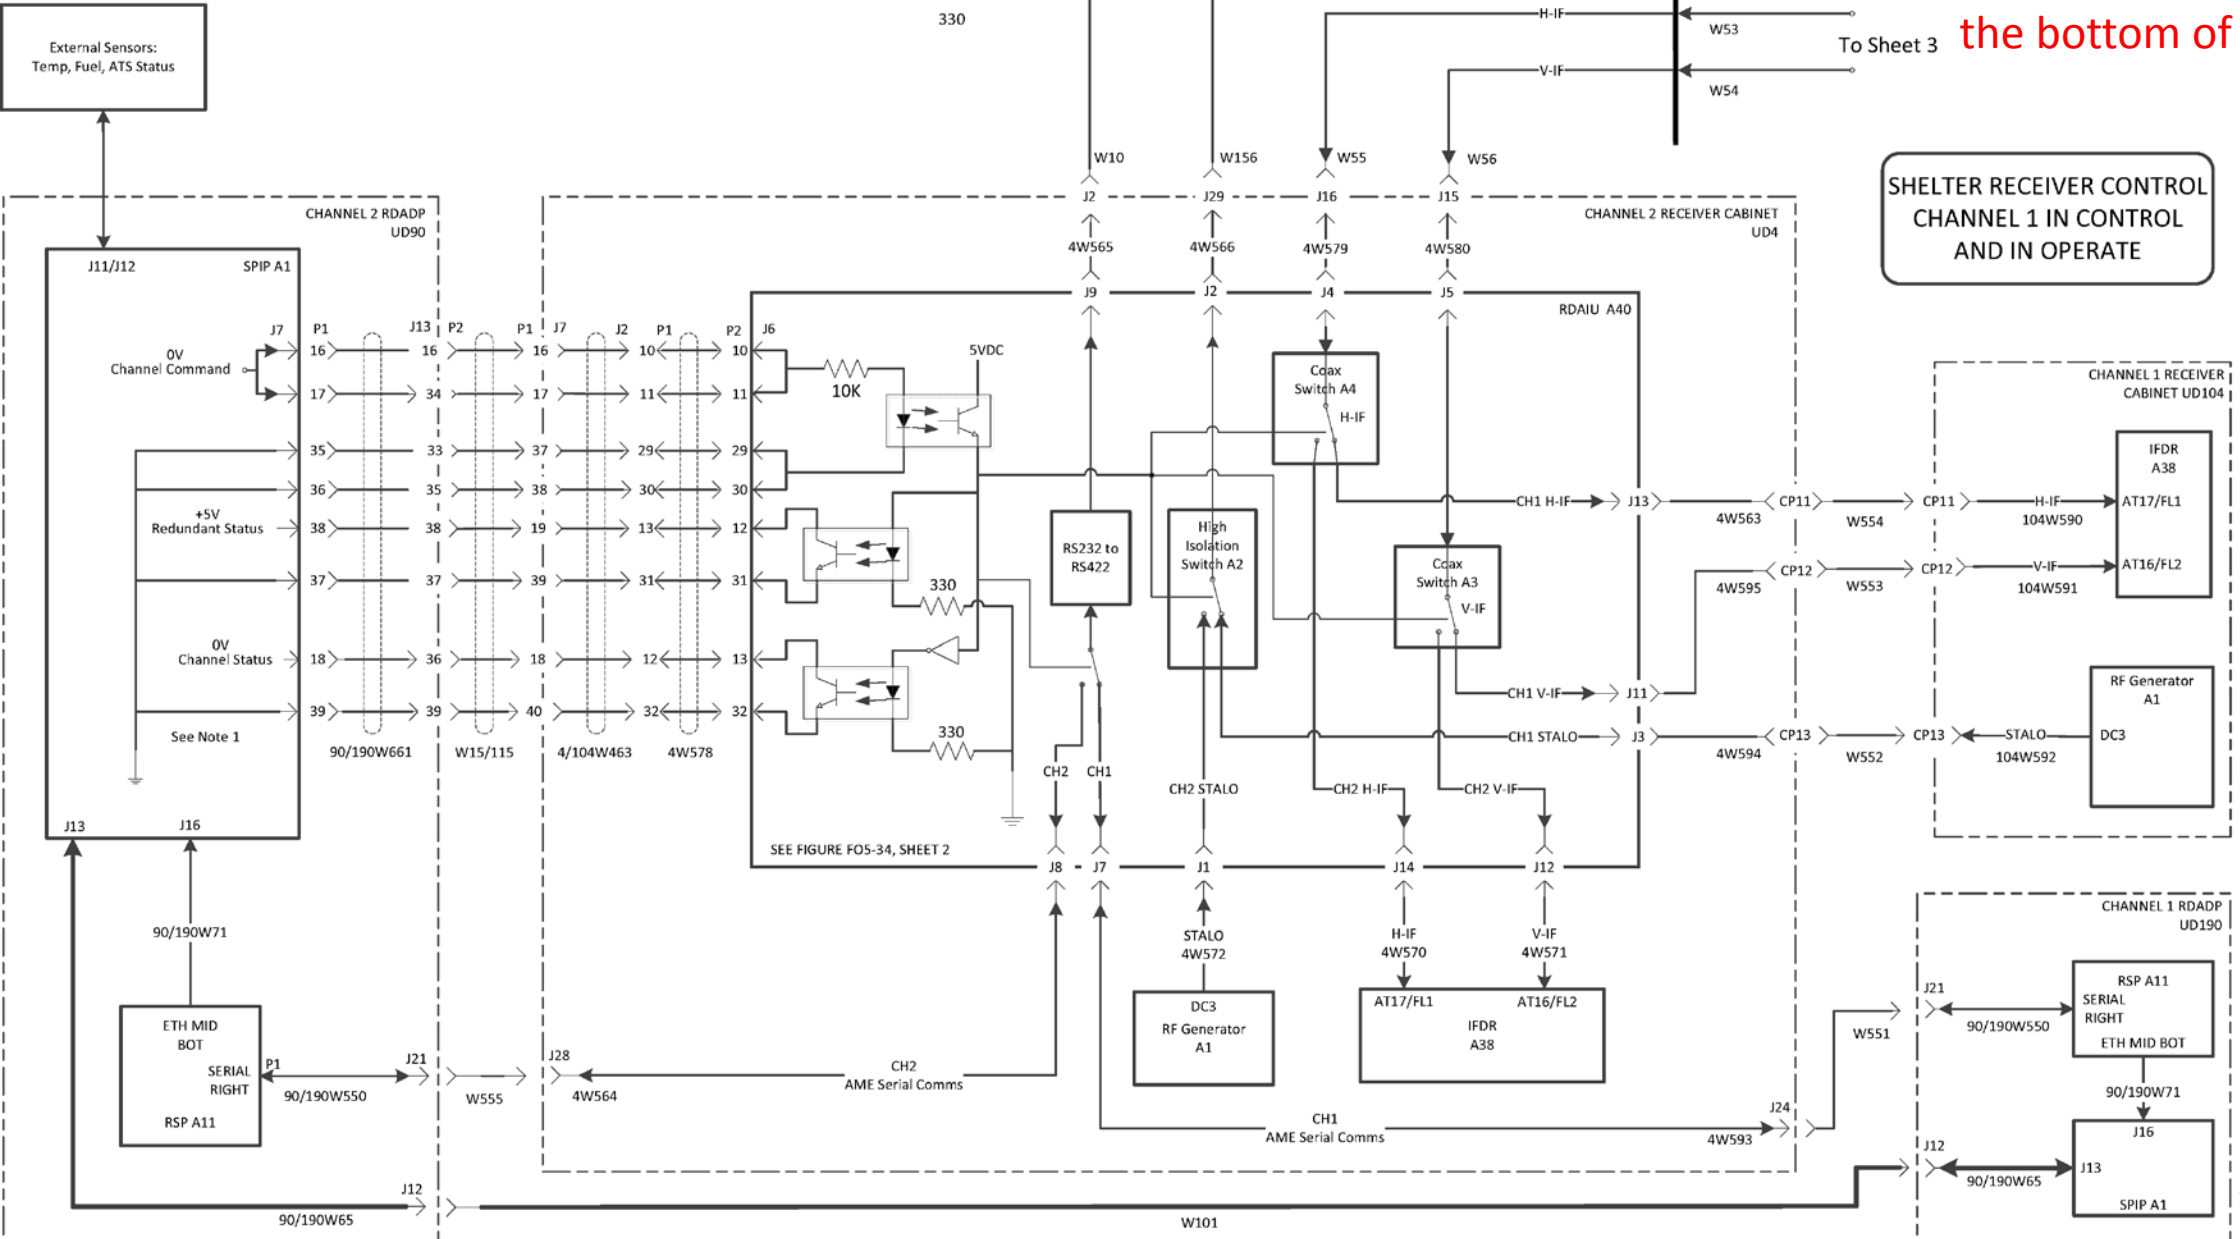 330
H-IF
W53
To Sheet 3
the bottom of
V-IF
W54
External Sensors:
Temp, Fuel, ATS Status
W10
W156
W55
W56
SHELTER RECEIVER CONTROL
CHANNEL 1 IN CONTROL
AND IN OPERATE
CHANNEL 2 RDADP
UD90
J2
J29
J16
J15
CHANNEL 2 RECEIVER CABINET
UD4
4W565
4W566
4W579
4W580
J11/J12
SPIP A1
J9
J2
J4
J5
RDAIU A40
J7
P1
J13
P2
P1
J7
J2
P1
P2
J6
0V
Channel Command
16
16
16
10
10
17
34
17
11
11
35
33
37
29
29
36
35
38
30
30
+5V
Redundant Status
38
38
19
13
12
37
37
39
31
31
0V
Channel Status
18
36
18
12
13
39
39
40
32
32
See Note 1
90/190W661
W15/115
4/104W463
4W578
10K
5VDC
330
330
RS232 to
RS422
High
Isolation
Switch A2
Coax
Switch A4
H-IF
Coax
Switch A3
V-IF
CH1 H-IF
J13
4W563
CP11
W554
CP11
H-IF
104W590
CHANNEL 1 RECEIVER
CABINET UD104
IFDR
A38
AT17/FL1
AT16/FL2
4W595
CP12
W553
CP12
V-IF
104W591
CH1 V-IF
J11
CH1 STALO
J3
4W594
CP13
W552
CP13
STALO
104W592
RF Generator
A1
DC3
CH2
CH1
CH2 STALO
CH2 H-IF
CH2 V-IF
SEE FIGURE FO5-34, SHEET 2
J8
J7
J1
J14
J12
J13
J16
90/190W71
STALO
4W572
H-IF
4W570
V-IF
4W571
DC3
RF Generator
A1
AT17/FL1
AT16/FL2
IFDR
A38
CHANNEL 1 RDADP
UD190
J21
90/190W550
RSP A11
SERIAL
RIGHT
ETH MID BOT
W551
90/190W71
ETH MID
BOT
SERIAL
RIGHT
P1
RSP A11
90/190W550
J21
W555
J28
4W564
CH2
AME Serial Comms
CH1
AME Serial Comms
4W593
J24
J16
J12
90/190W65
J13
SPIP A1
J12
90/190W65
W101